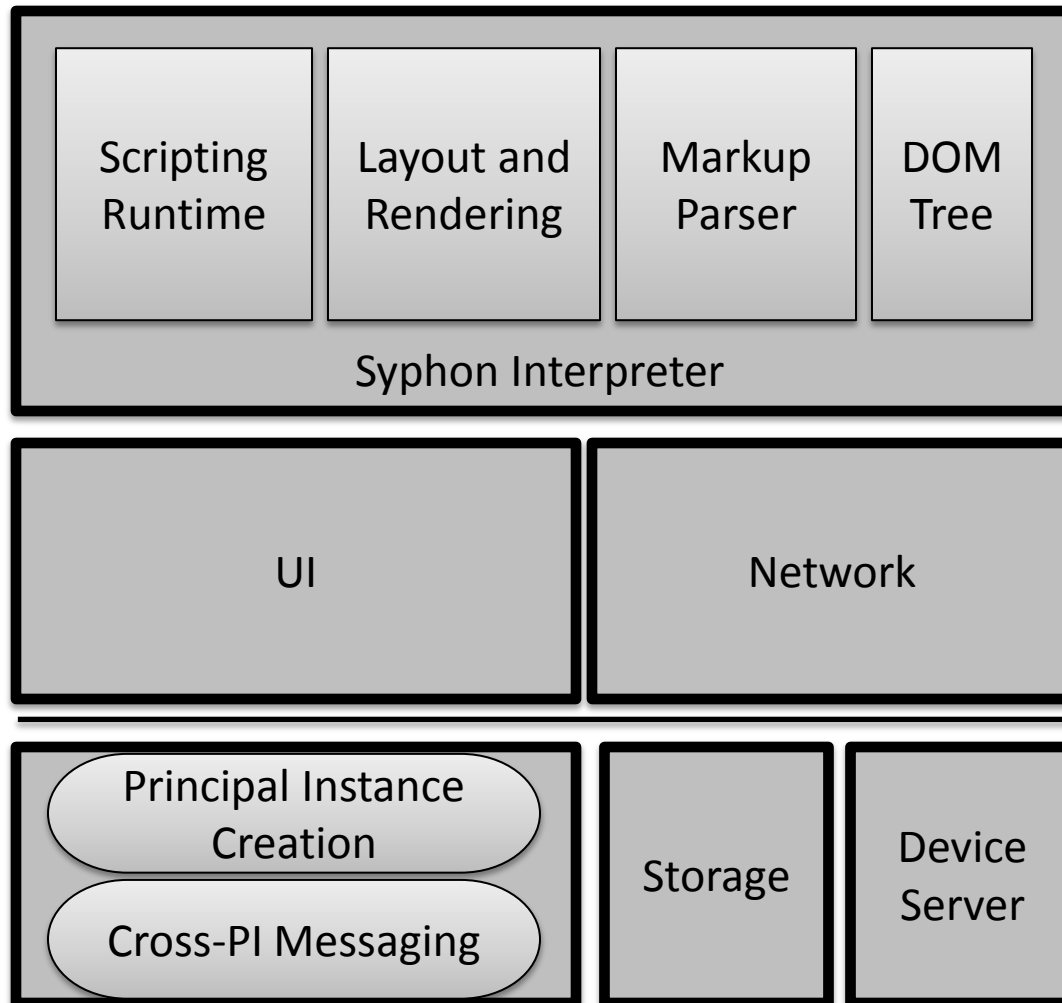 Scripting
Runtime
Layout and
Rendering
Markup
Parser
DOM
Tree
Syphon Interpreter
UI
Network
Principal Instance
Creation
Cross-PI Messaging
Storage
Device
Server